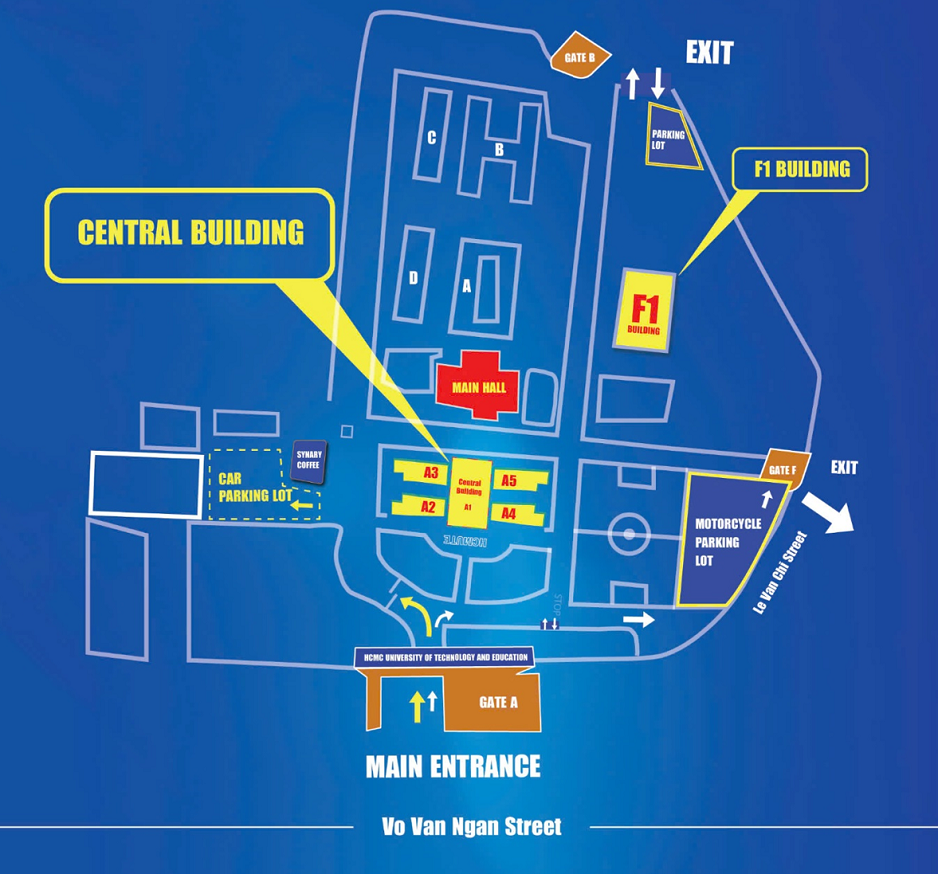 GATE B
EXIT
PARKING
LOT
F1 BUILDING
C
B
CENTRAL BUILDING
D
A
F1
BUILDING
MAIN HALL
SYNARY
COFFEE
CAR
PARKING LOT
A3
Central
Building
A1
A5
A2
A4
HCMUTE
GATE F
EXIT
MOTORCYCLE
PARKING
LOT
Le Van Chi Street
STOP
HCMC UNIVERSITY OF TECHNOLOGY AND EDUCATION
GATE A
MAIN ENTRANCE
Vo Van Ngan Street